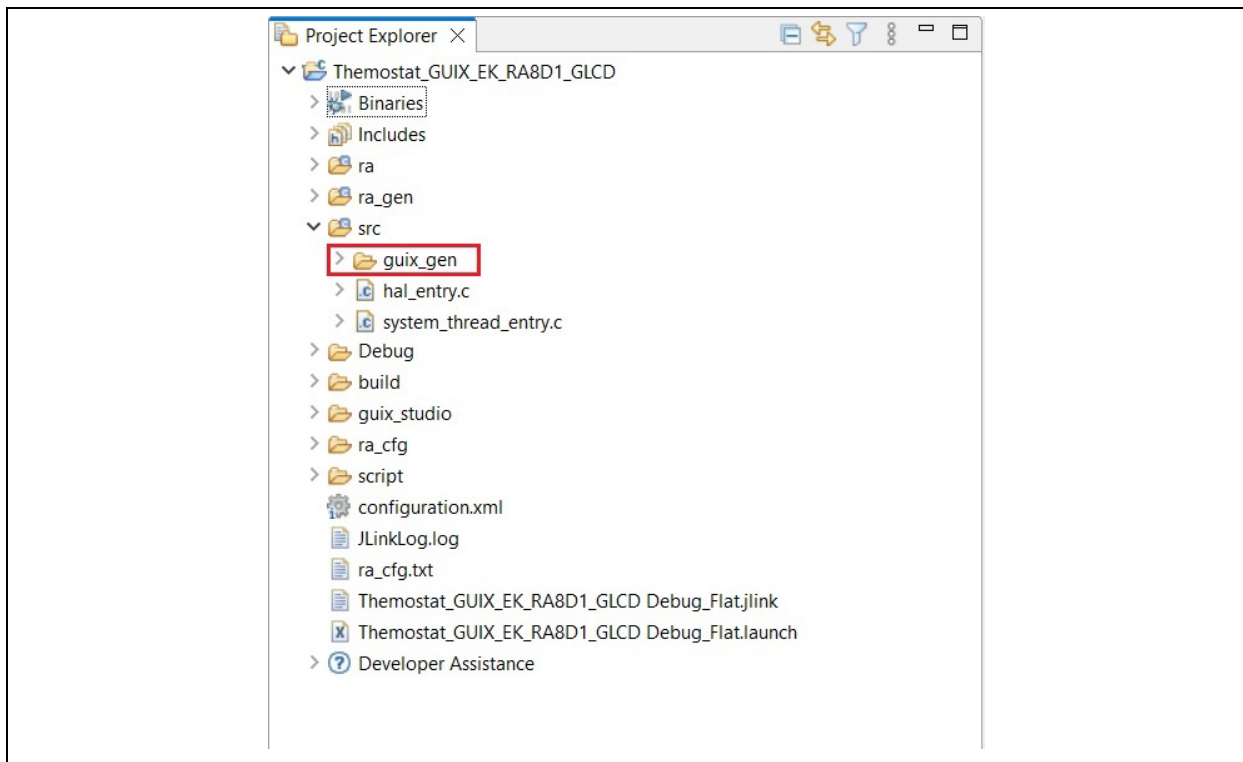 Project Explorer
Themostat_GUIX_EK_RA8D1_GLCD
Binaries
Includes
ra
ra_gen
src
guix_gen
hal_entry.c
system_thread_entry.c
Debug
build
guix_studio
ra_cfg
script
configuration.xml
JLinkLog.log
ra_cfg.txt
Themostat_GUIX_EK_RA8D1_GLCD Debug_Flat.jlink
Themostat_GUIX_EK_RA8D1_GLCD Debug_Flat.launch
Developer Assistance